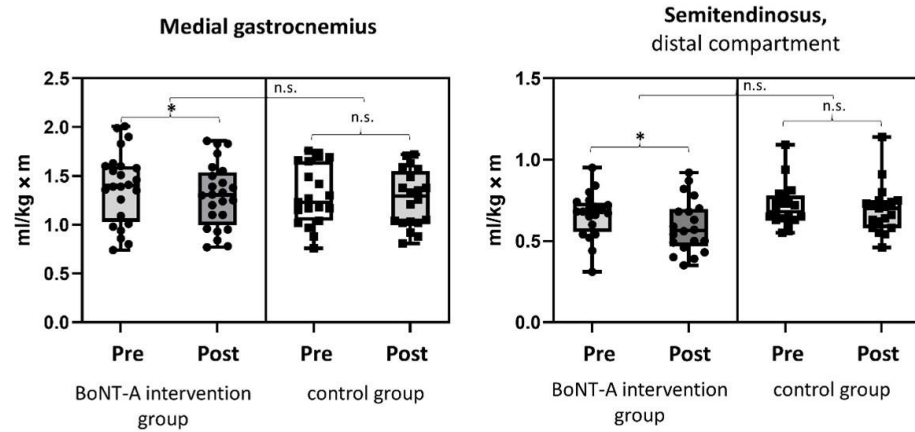 Medial gastrocnemius
ml/kg × m
2.5
2.0
1.5
1.0
0.5
0.0
n.s.
*
n.s.
Pre
Post
Pre
Post
BoNT-A intervention
group
control group
Semitendinosus,
distal compartment
ml/kg × m
1.5
1.0
0.5
0.0
n.s.
*
n.s.
Pre
Post
Pre
Post
BoNT-A intervention
group
control group